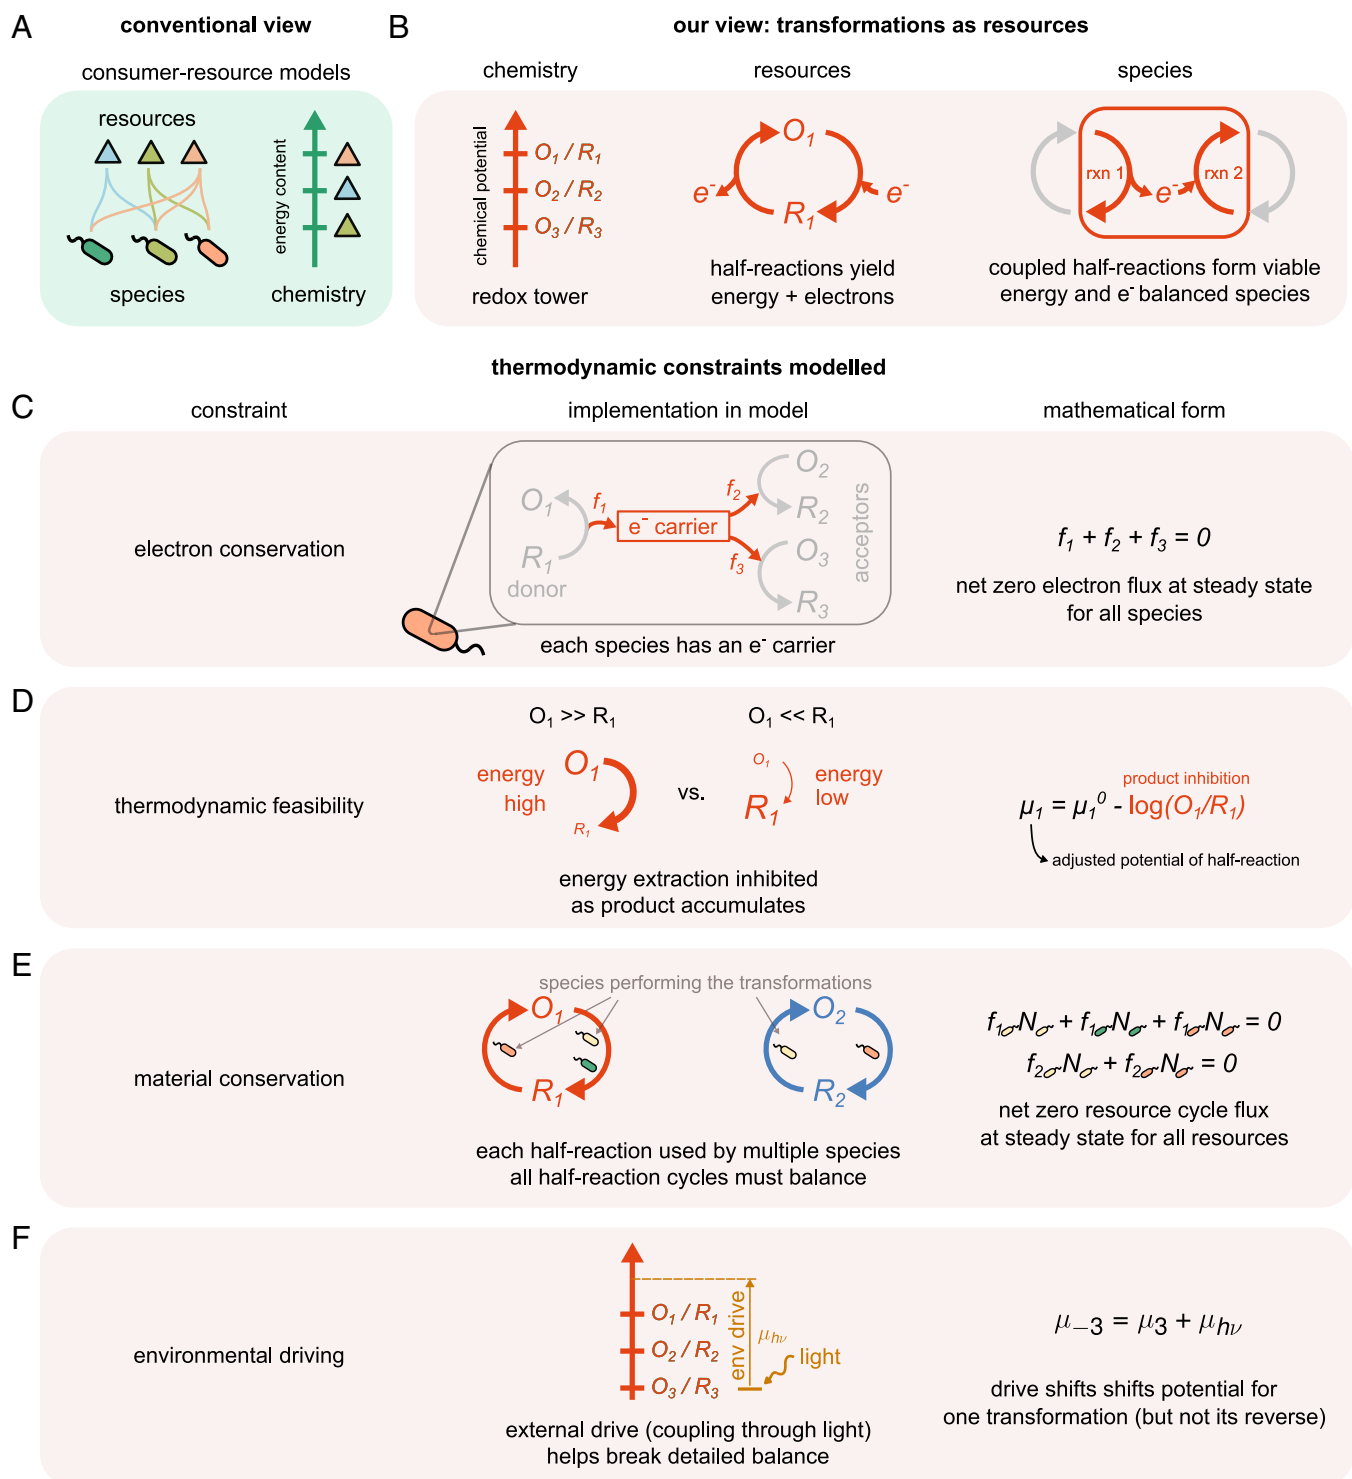 A
conventional view
consumer-resource models
resources
species
energy content
chemistry
B
our view: transformations as resources
chemistry
resources
species
chemical potential
O₁ / R₁
O₂ / R₂
O₃ / R₃
redox tower
O₁
e⁻
e⁻
R₁
half-reactions yield
energy + electrons
rxn 1
e⁻
rxn 2
coupled half-reactions form viable
energy and e⁻ balanced species
thermodynamic constraints modelled
C
constraint
implementation in model
mathematical form
electron conservation
O₁
R₁
donor
f₁
e⁻ carrier
f₂
f₃
O₂
R₂
O₃
R₃
acceptors
each species has an e⁻ carrier
f₁ + f₂ + f₃ = 0
net zero electron flux at steady state
for all species
D
thermodynamic feasibility
O₁ >> R₁
O₁ << R₁
energy
high
O₁
R₁
vs.
O₁
R₁
energy
low
energy extraction inhibited
as product accumulates
product inhibition
μ₁ = μ₁⁰ - log(O₁/R₁)
adjusted potential of half-reaction
E
material conservation
species performing the transformations
O₁
R₁
O₂
R₂
each half-reaction used by multiple species
all half-reaction cycles must balance
f₁ N + f₁ N + f₁ N = 0
f₂ N + f₂ N = 0
net zero resource cycle flux
at steady state for all resources
F
environmental driving
O₁ / R₁
O₂ / R₂
O₃ / R₃
env drive
μ_hν
light
external drive (coupling through light)
helps break detailed balance
μ₋₃ = μ₃ + μ_hν
drive shifts shifts potential for
one transformation (but not its reverse)